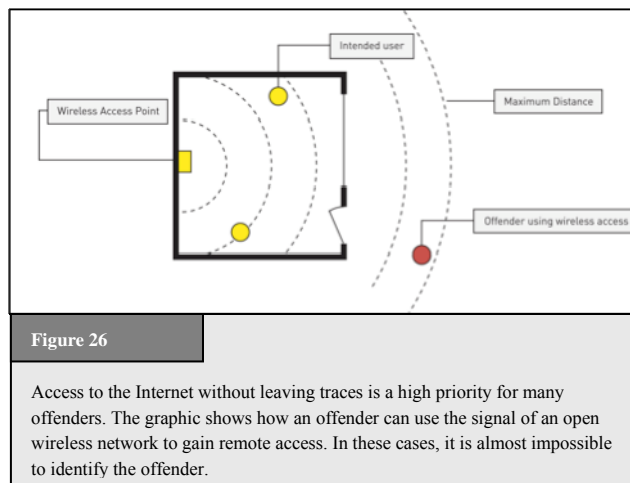 Intended user
Wireless Access Point
Maximum Distance
Offender using wireless access
Figure 26
Access to the Internet without leaving traces is a high priority for many
offenders. The graphic shows how an offender can use the signal of an open
wireless network to gain remote access. In these cases, it is almost impossible
to identify the offender.